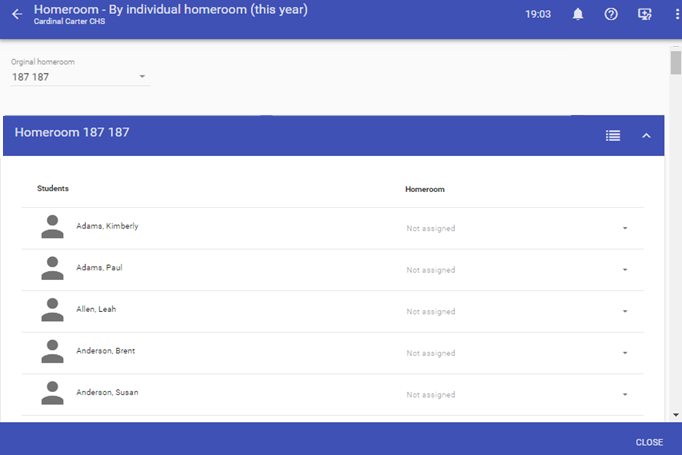 Homeroom - By individual homeroom (this year)
Cardinal Carter CHS
19:03
Orginal homeroom
187 187
Homeroom 187 187
Students Homeroom
Adams, Kimberly Not assigned
Adams, Paul Not assigned
Allen, Leah Not assigned
Anderson, Brent Not assigned
Anderson, Susan Not assigned
CLOSE